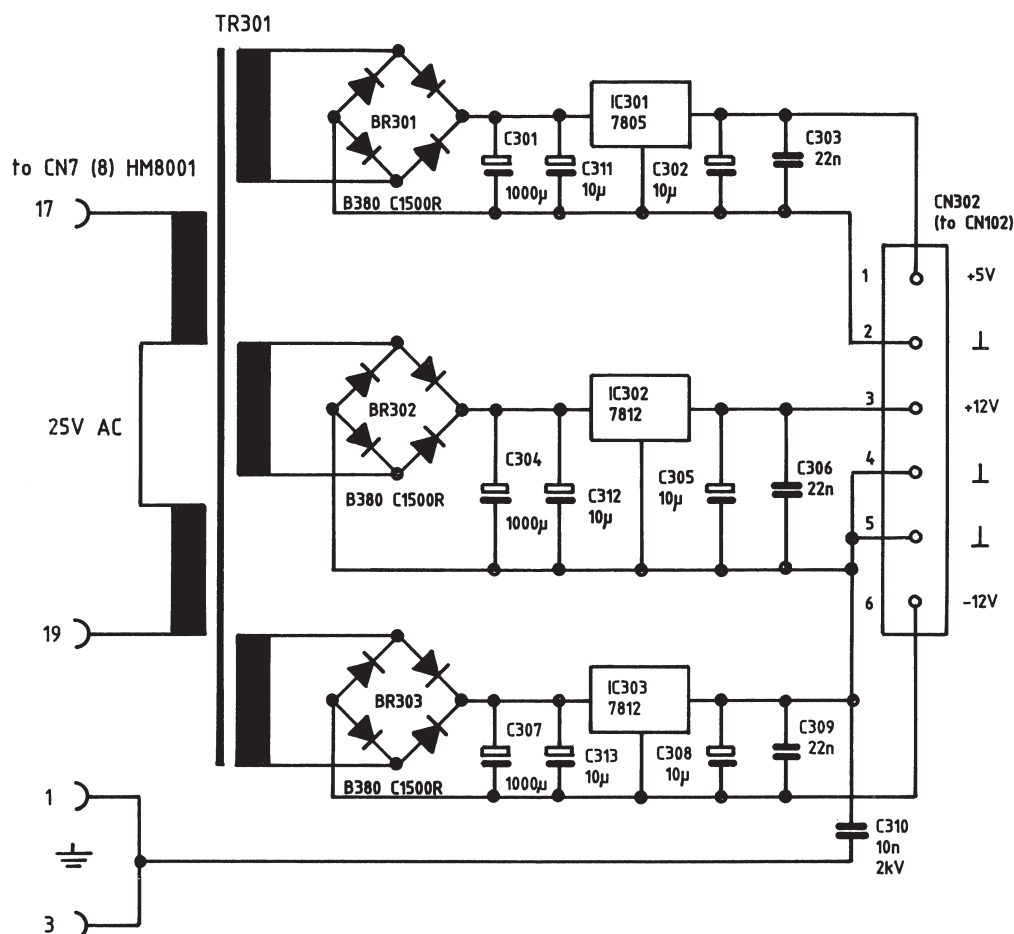 TR301
to CN7 (8) HM8001
17
25V AC
19
1
3
BR301
B380 C1500R
C301
1000µ
C311
10µ
IC301
7805
C302
10µ
C303
22n
BR302
B380 C1500R
C304
1000µ
C312
10µ
IC302
7812
C305
10µ
C306
22n
BR303
B380 C1500R
C307
1000µ
C313
10µ
IC303
7812
C308
10µ
C309
22n
C310
10n
2kV
CN302
(to CN102)
1 +5V
2
3 +12V
4
5
6 -12V